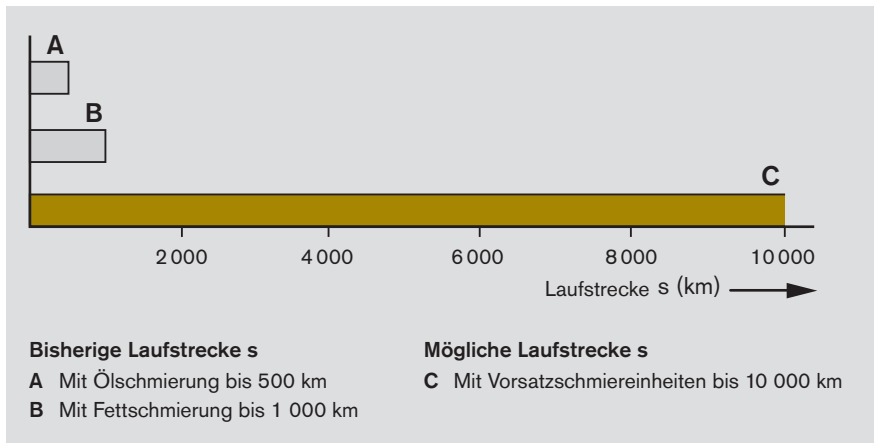 A
B
C
2 000
4 000
6 000
8 000
10 000
Laufstrecke s (km)
Bisherige Laufstrecke s
A Mit Ölschmierung bis 500 km
B Mit Fettschmierung bis 1 000 km
Mögliche Laufstrecke s
C Mit Vorsatzschmiereinheiten bis 10 000 km